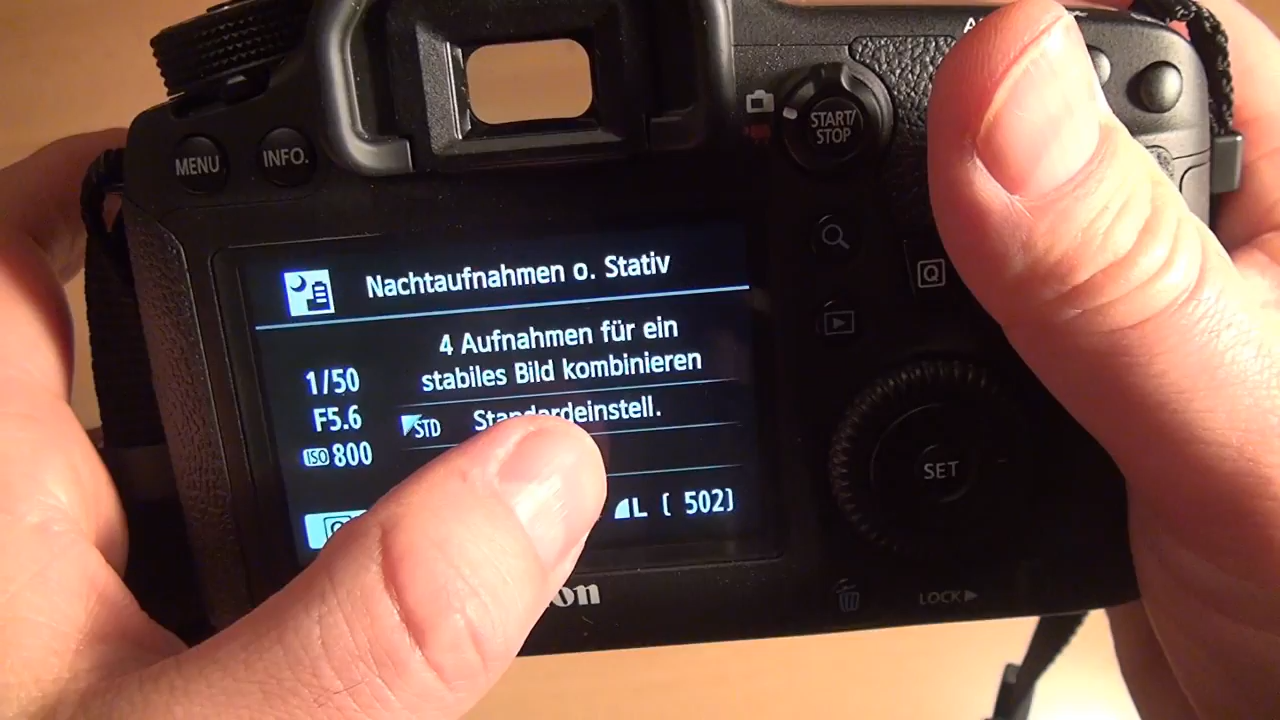 MENU
INFO.
START/
STOP
Q
Nachtaufnahmen o. Stativ
4 Aufnahmen für ein
stabiles Bild kombinieren
1/50
F5.6
ISO 800
STD Standardeinstell.
L [ 502]
SET
LOCK